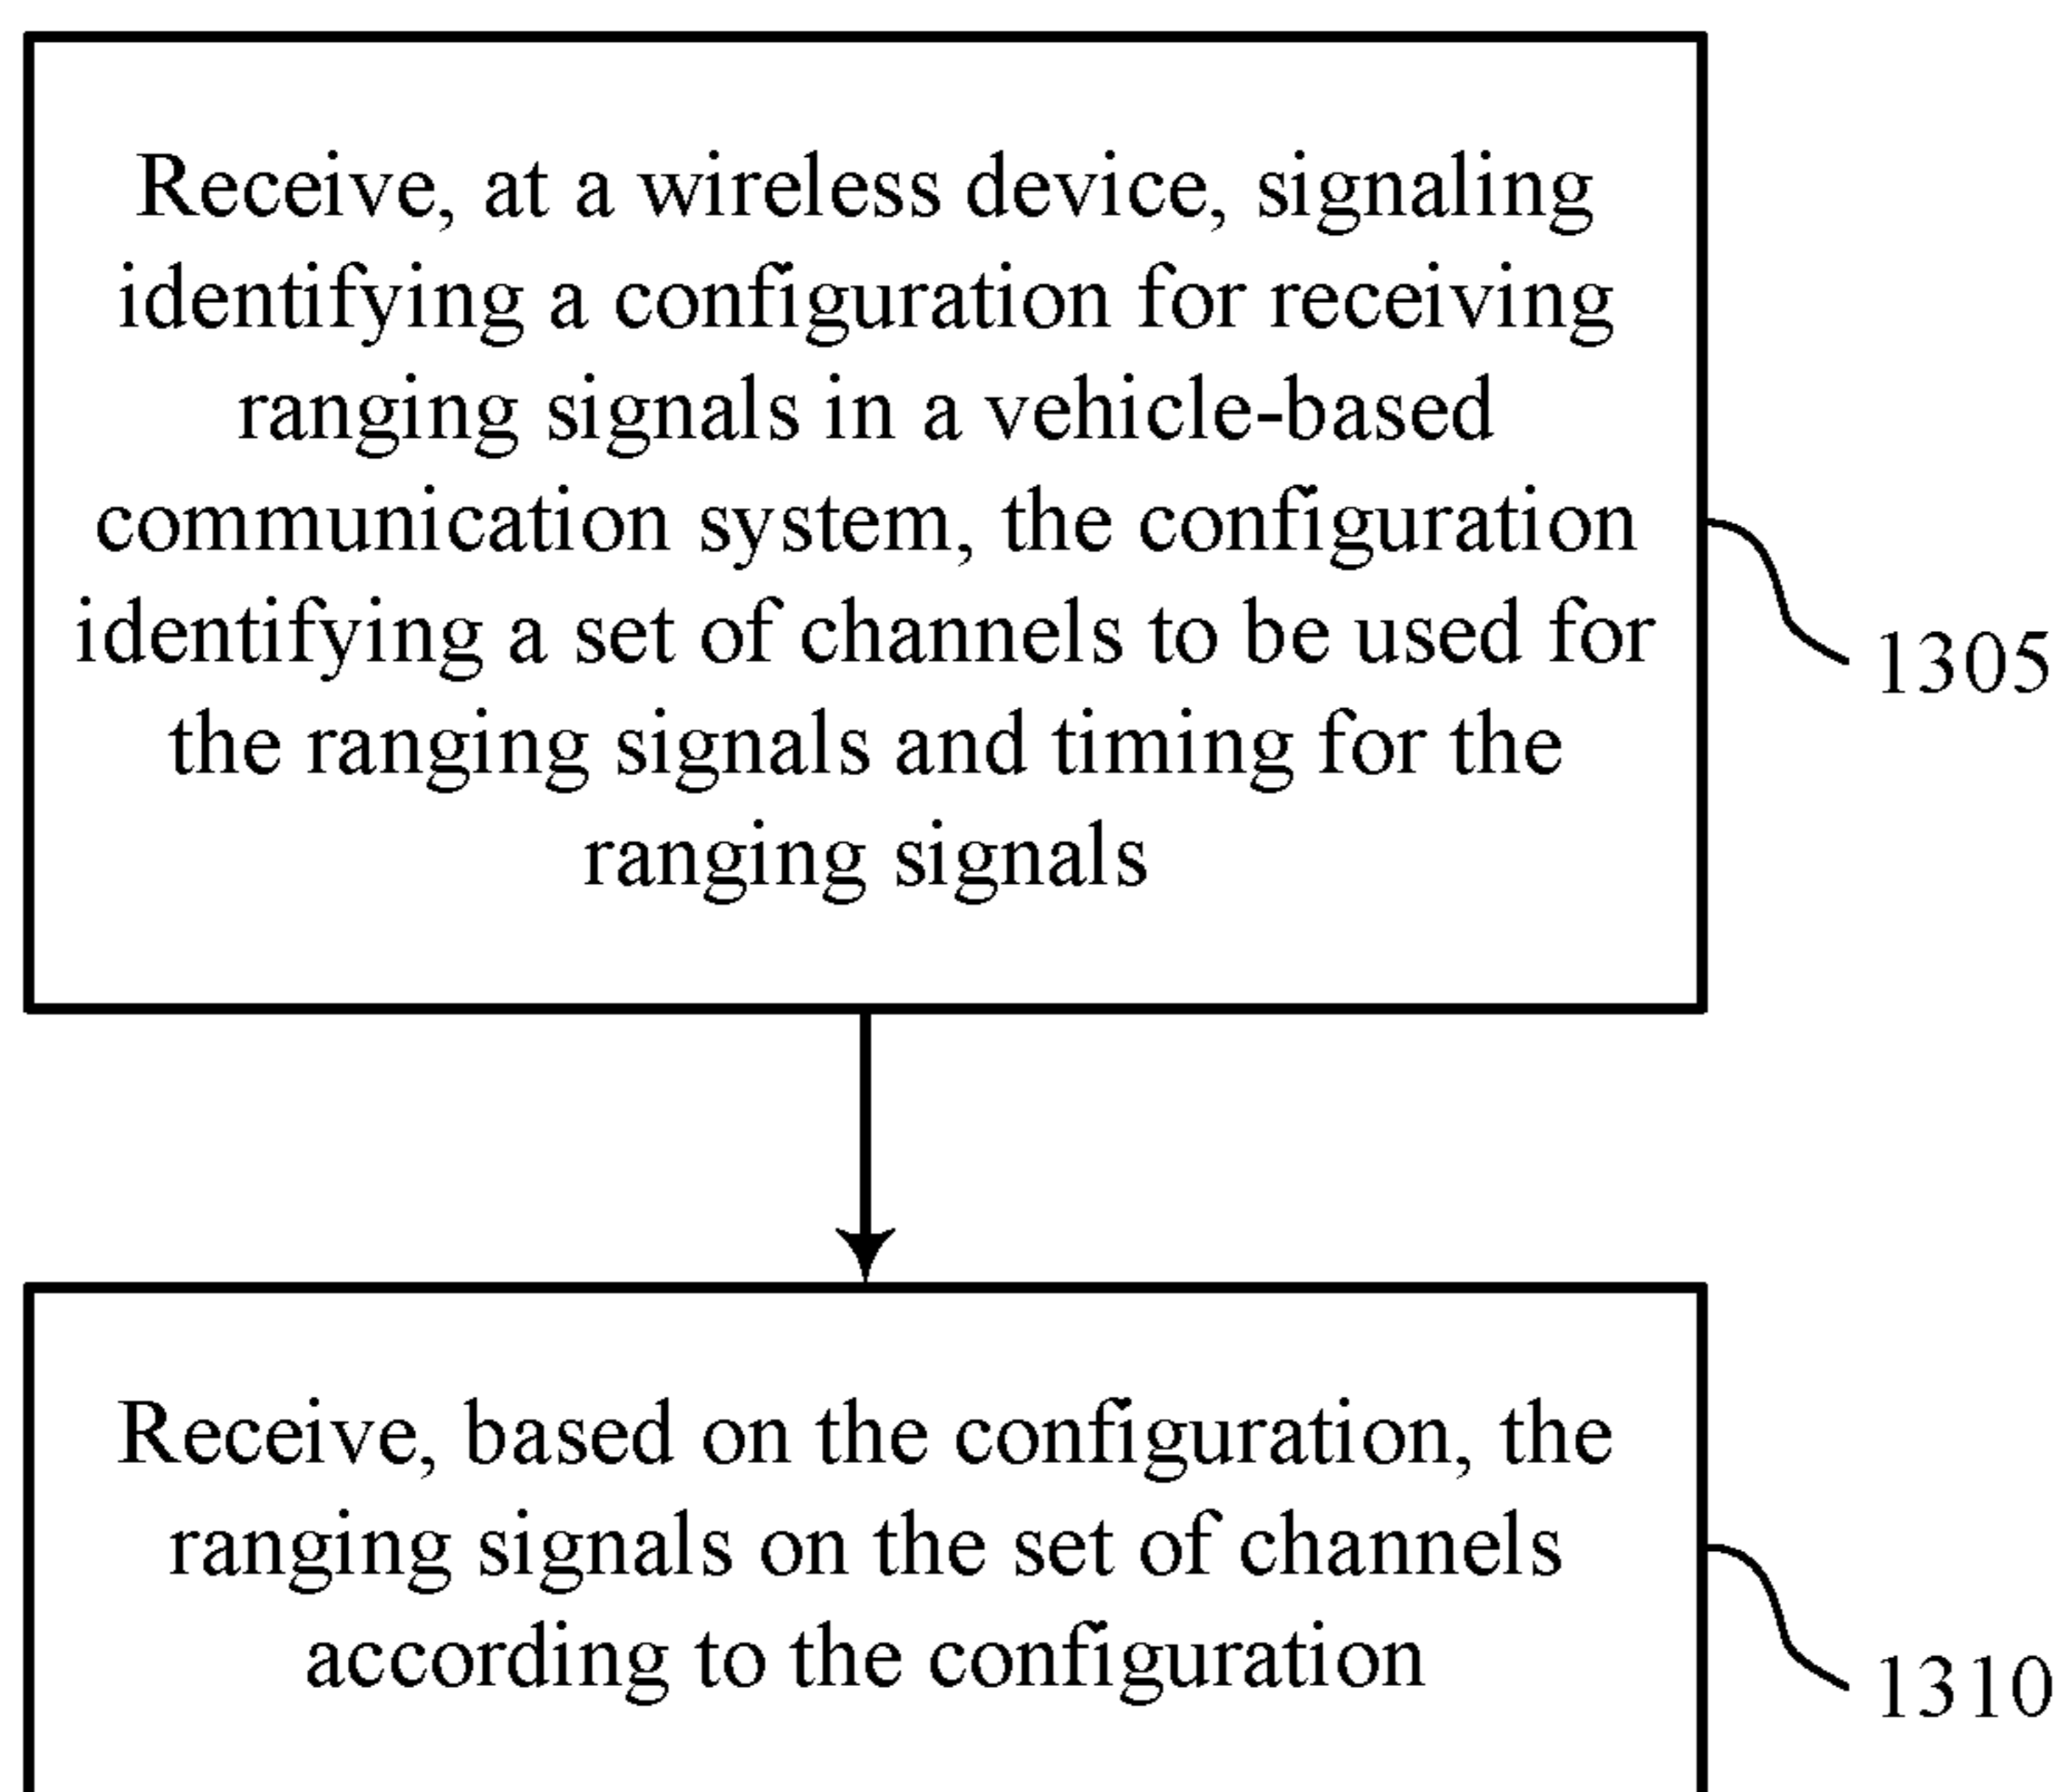 Receive, at a wireless device, signaling
identifying a configuration for receiving
ranging signals in a vehicle-based
communication system, the configuration
identifying a set of channels to be used for
the ranging signals and timing for the
ranging signals
1305
Receive, based on the configuration, the
ranging signals on the set of channels
according to the configuration
1310